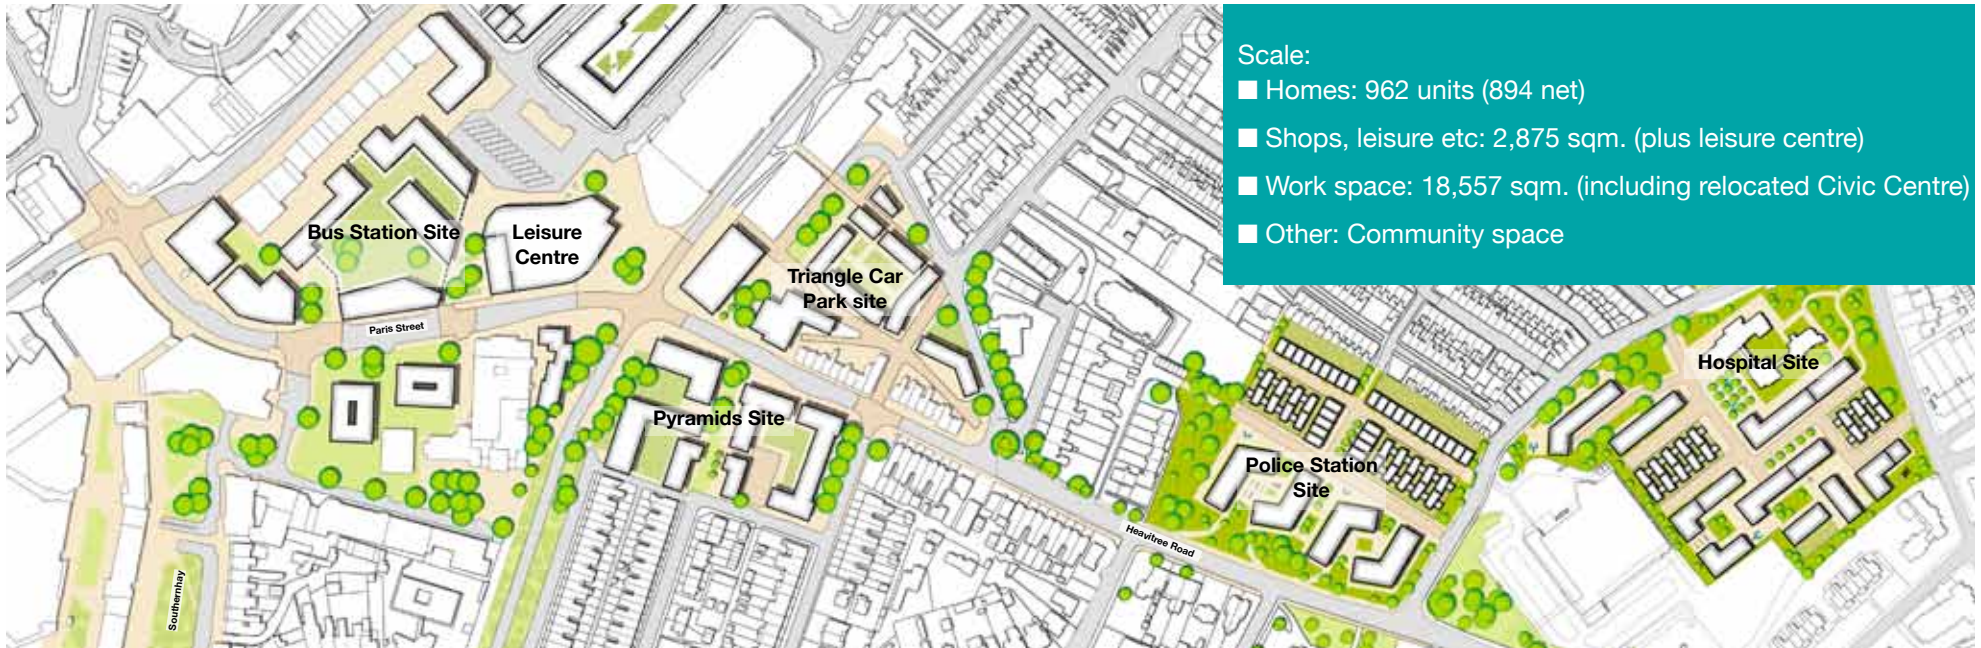 Scale:
■ Homes: 962 units (894 net)
■ Shops, leisure etc: 2,875 sqm. (plus leisure centre)
■ Work space: 18,557 sqm. (including relocated Civic Centre)
■ Other: Community space
Bus Station Site
Leisure
Centre
Triangle Car
Park site
Paris Street
Pyramids Site
Hospital Site
Police Station
Site
Heavitree Road
Southernhay